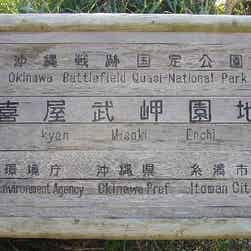 沖縄戦跡国定公園
Okinawa Battlefield Quasi-National Park
喜屋武岬園地
kyan Misaki Enchi
環境庁 沖縄県 糸満市
Environment Agency Okinawa Pref. Itoman City